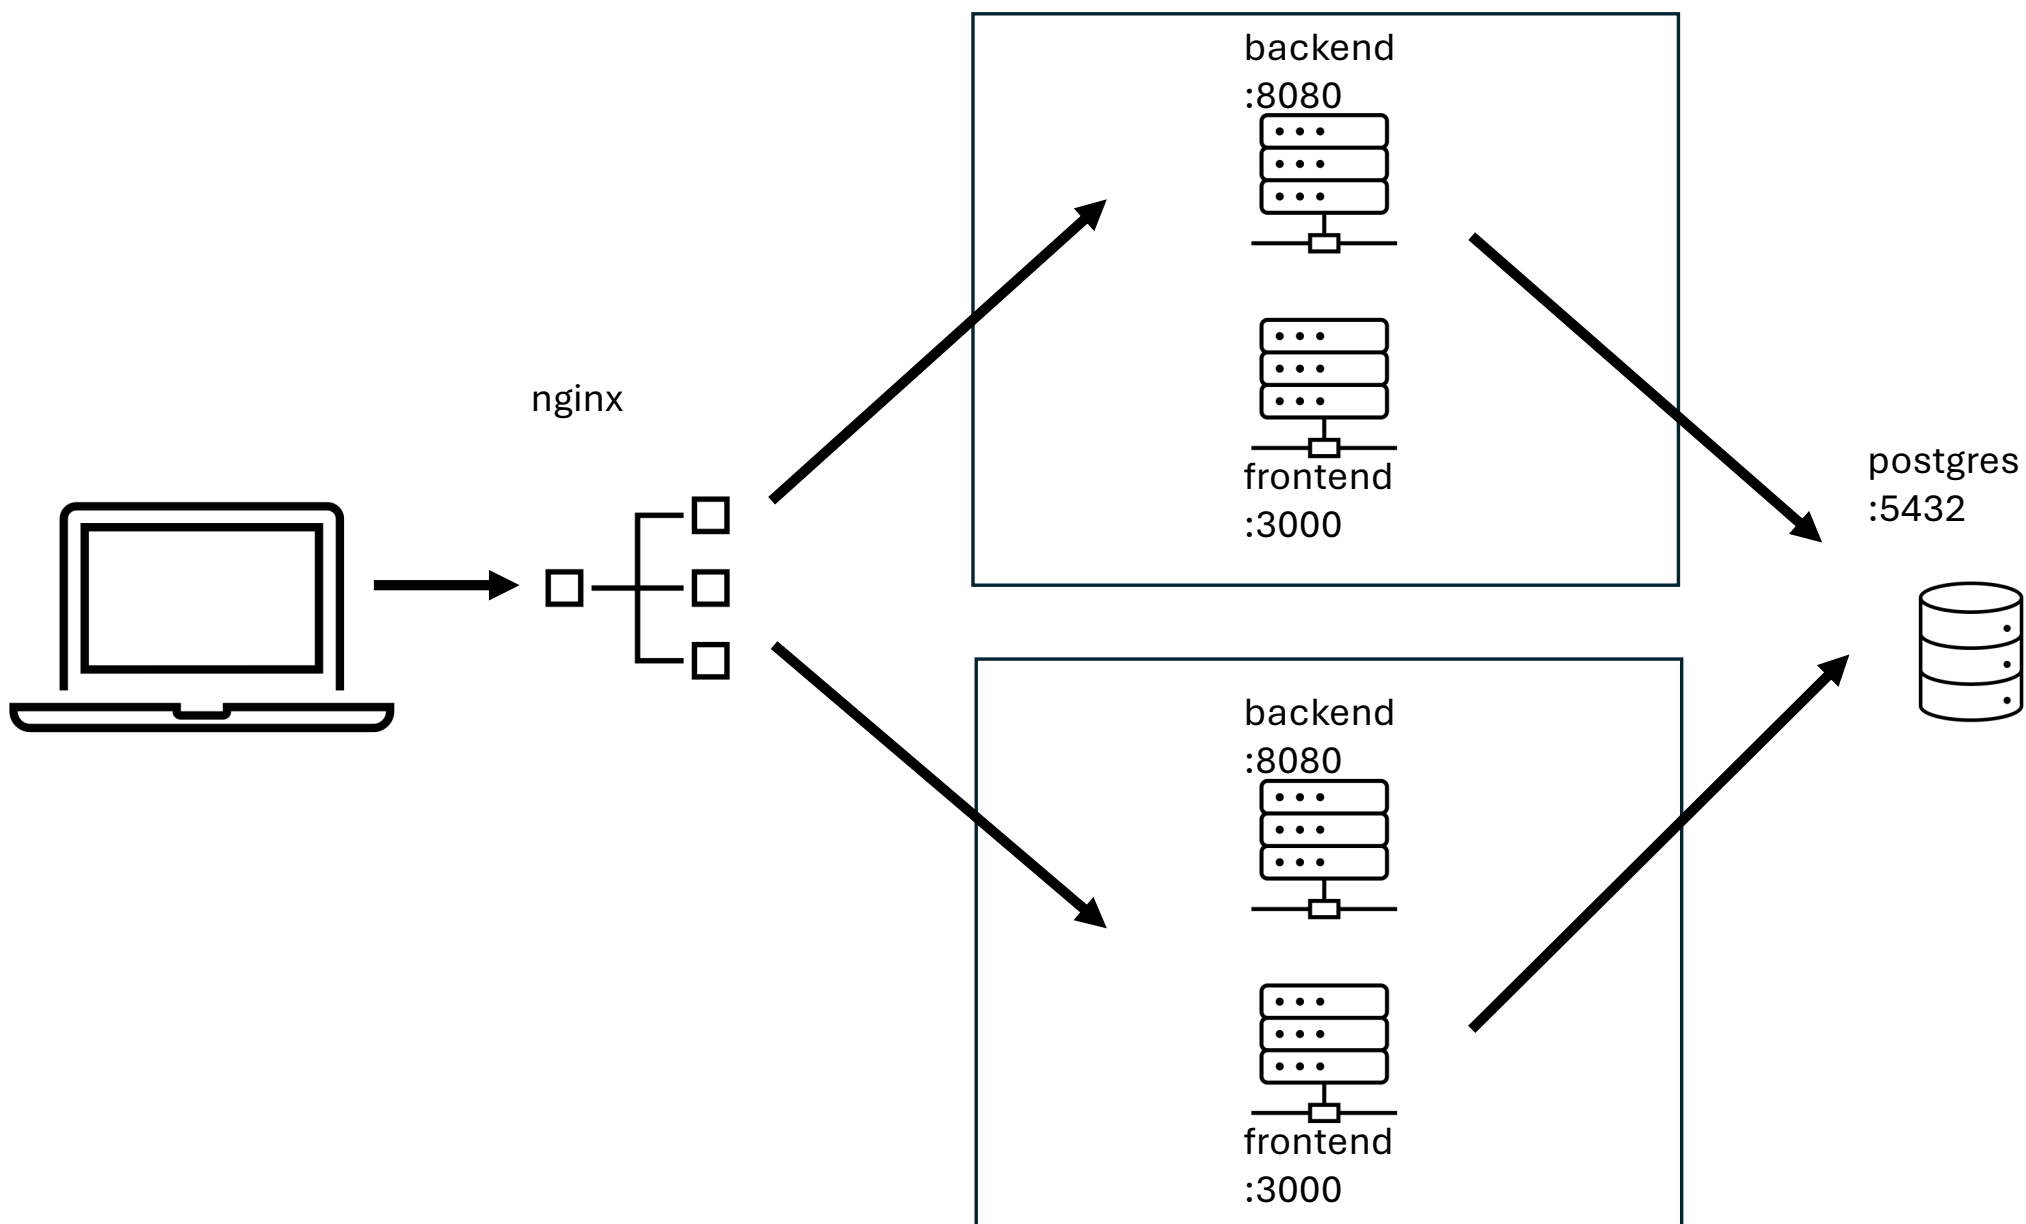 backend
:8080
nginx
frontend
:3000
postgres
:5432
backend
:8080
frontend
:3000